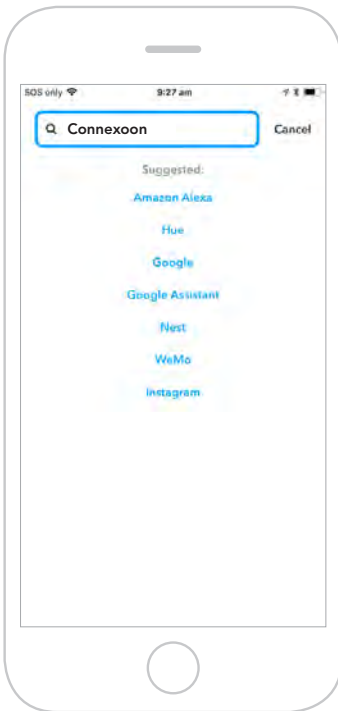 SOS only 9:27 am
Connexoon Cancel
Suggested:
Amazon Alexa
Hue
Google
Google Assistant
Nest
WeMo
Instagram